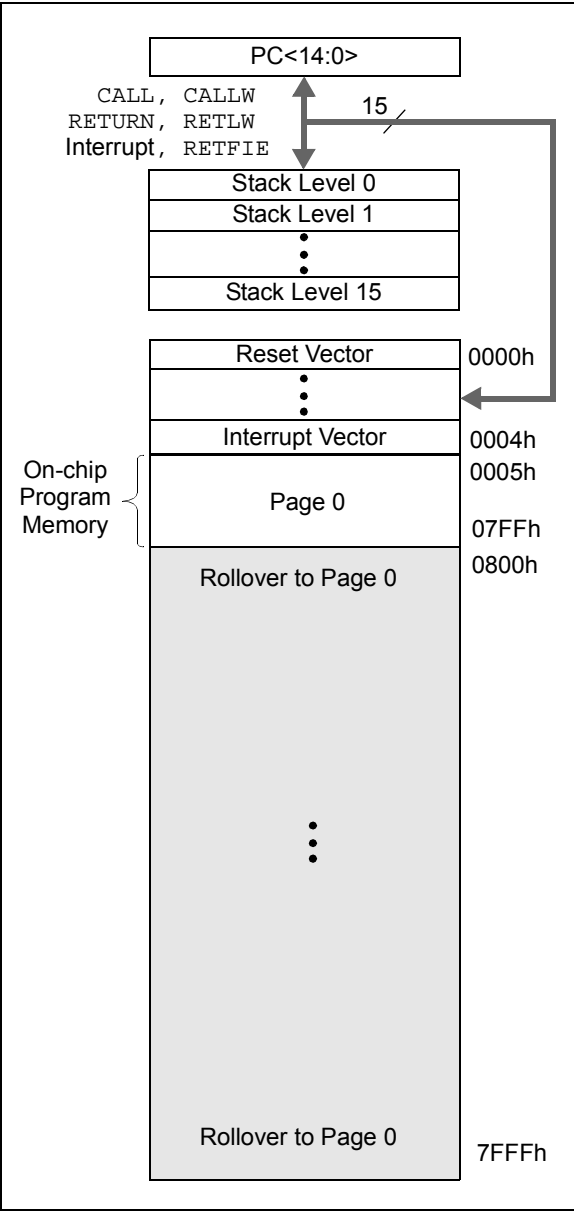 PC<14:0>
CALL, CALLW
15
RETURN, RETLW
Interrupt, RETFIE
Stack Level 0
Stack Level 1
Stack Level 15
Reset Vector
0000h
Interrupt Vector
0004h
On-chip
Program
Memory
0005h
Page 0
07FFh
Rollover to Page 0
0800h
Rollover to Page 0
7FFFh